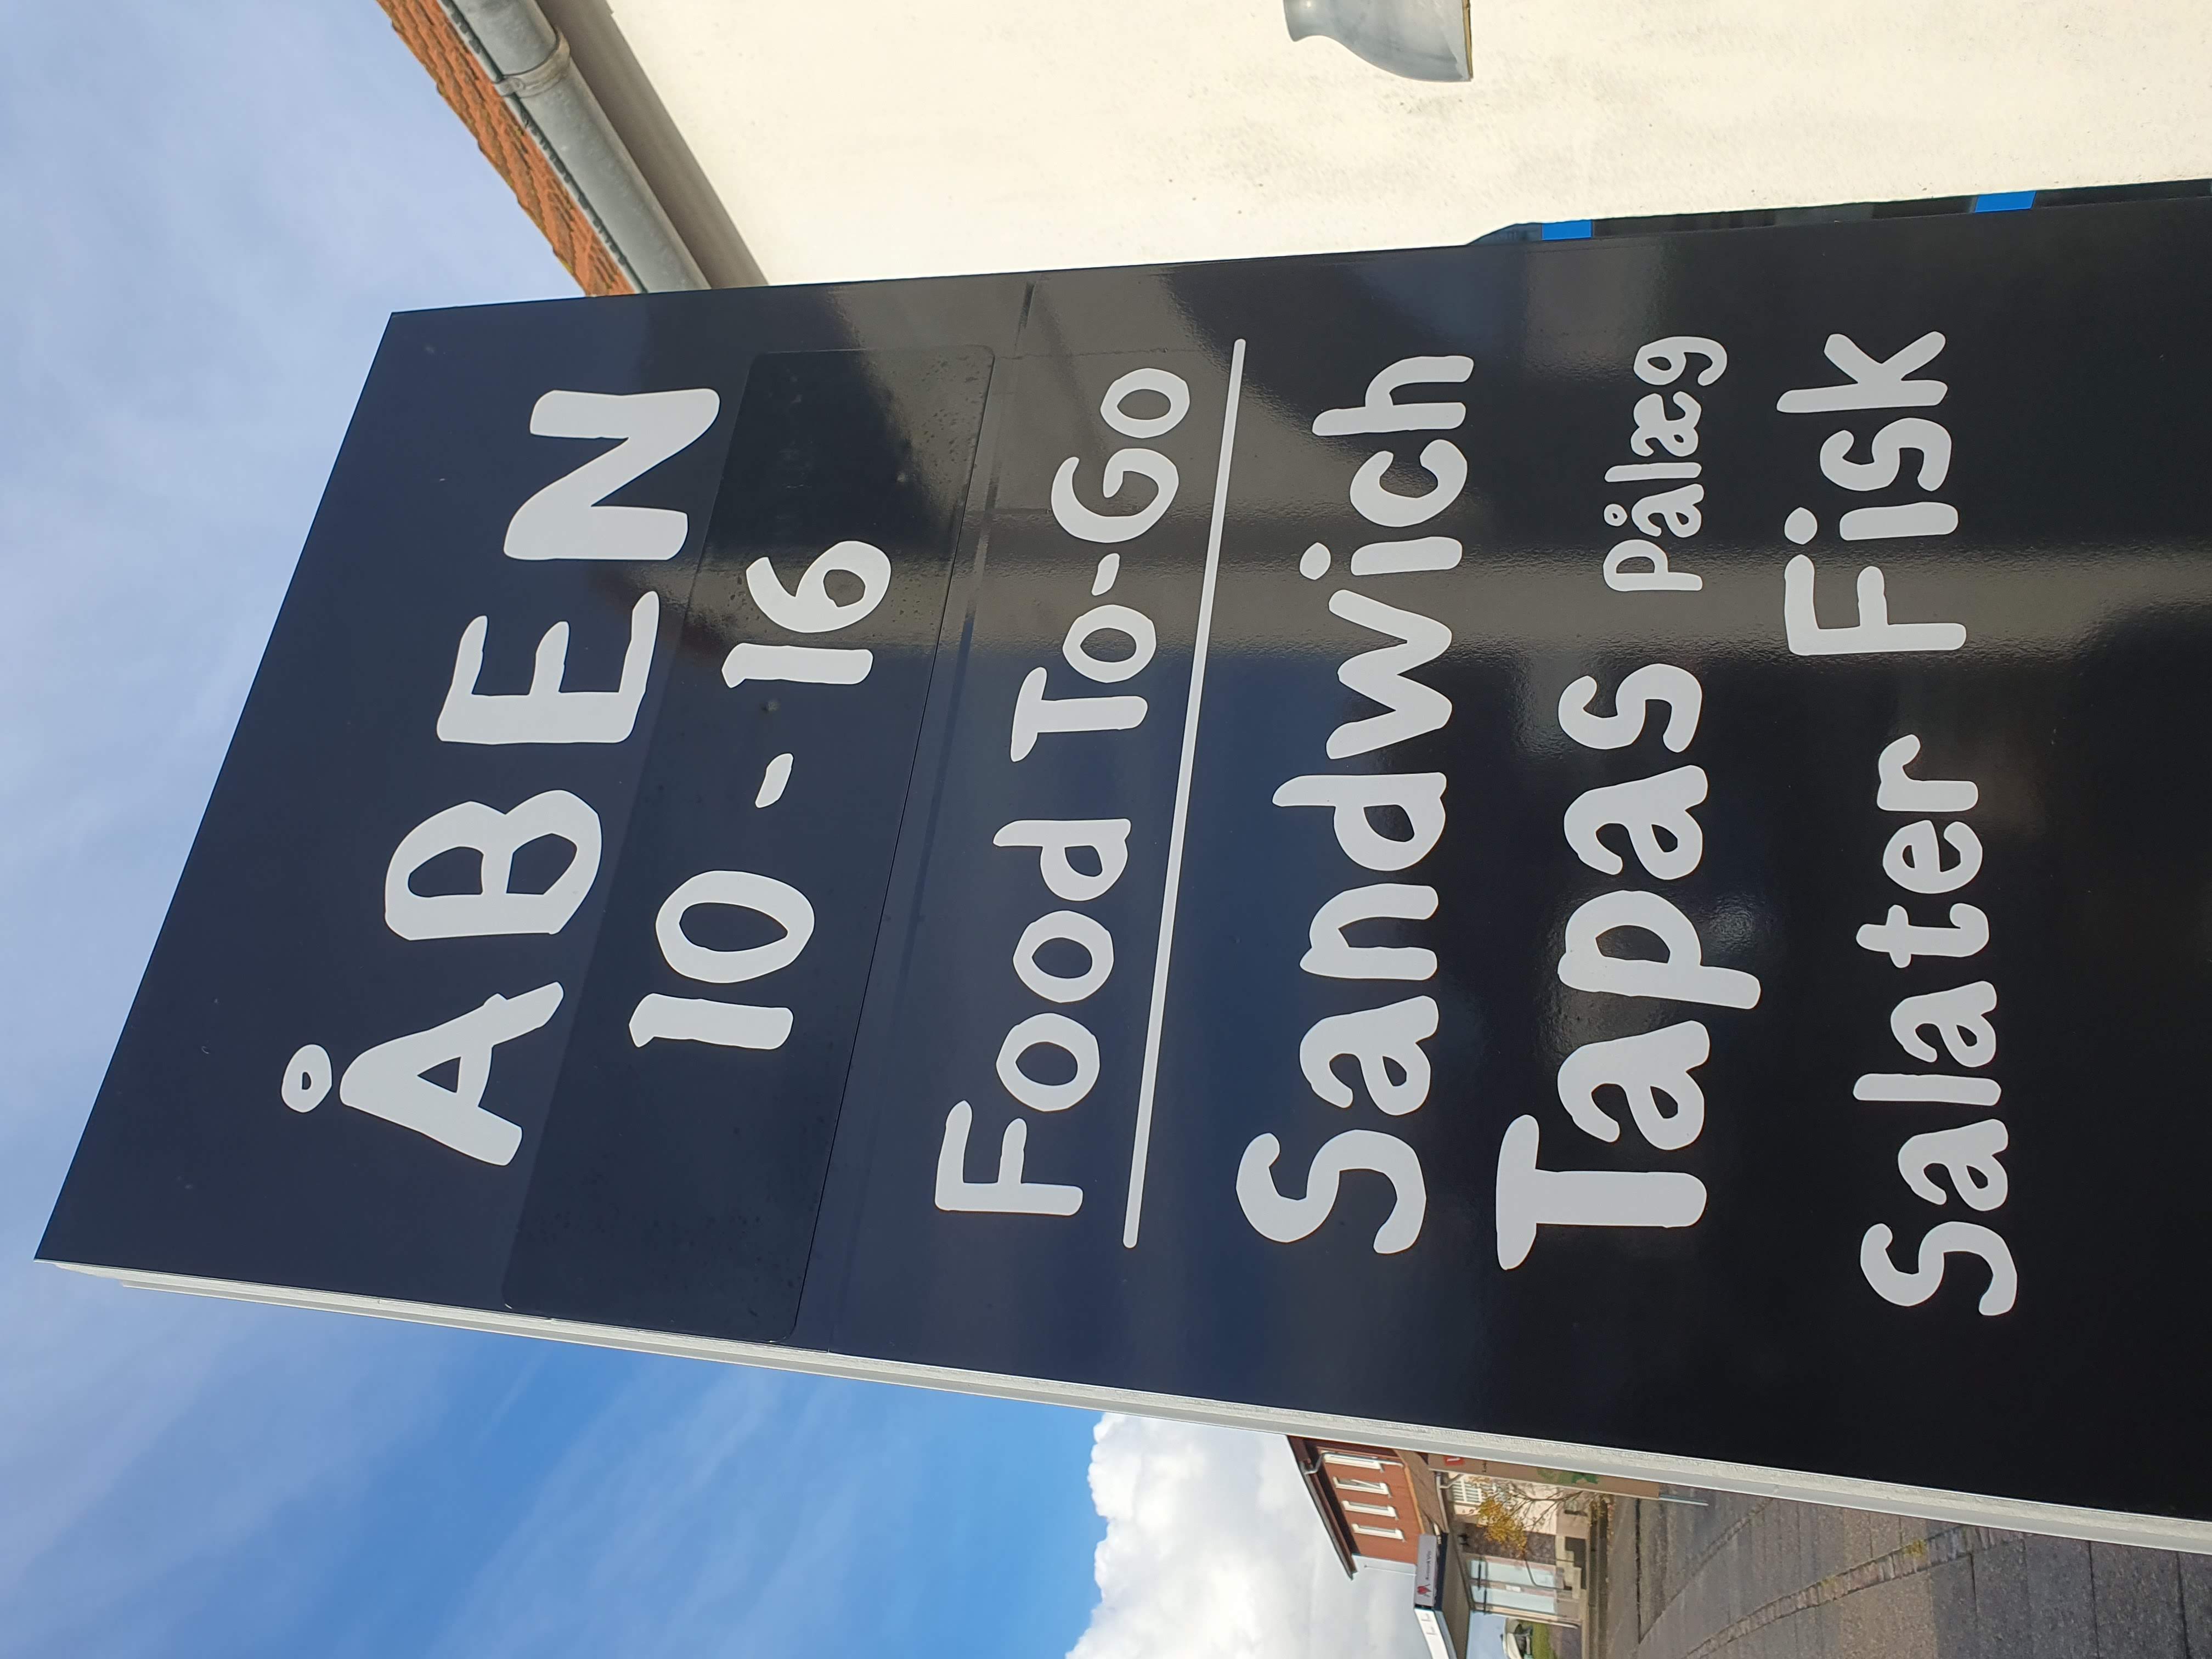 ÅBEN
10 - 16
Food To-Go
Sandwich
Tapas Pålæg
Salater Fisk